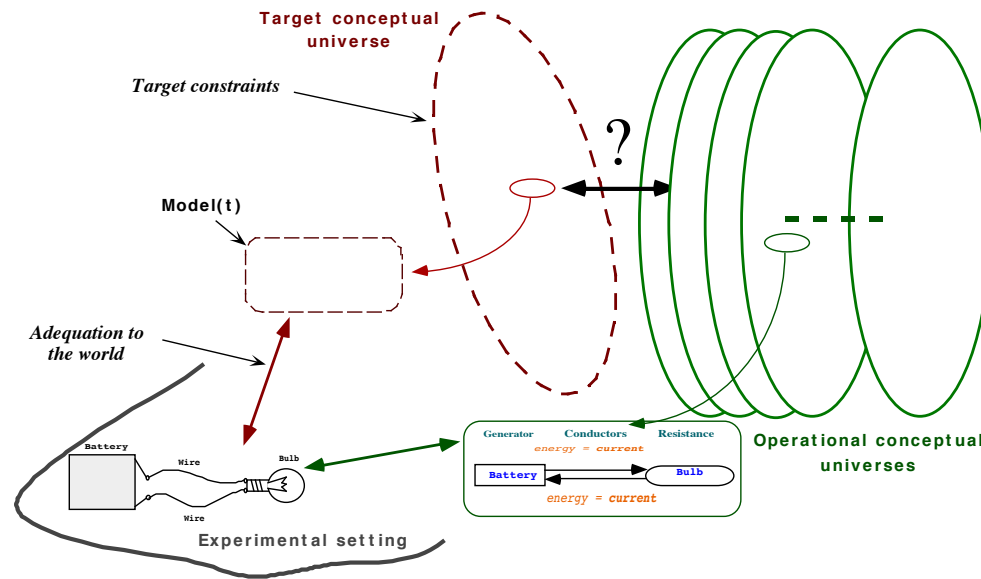 Target conceptual
universe
Target constraints
?
Model(t)
Adequation to
the world
Battery
Wire
Bulb
Wire
Experimental setting
Generator Conductors Resistance
energy = current
Battery
Bulb
energy = current
Operational conceptual
universes